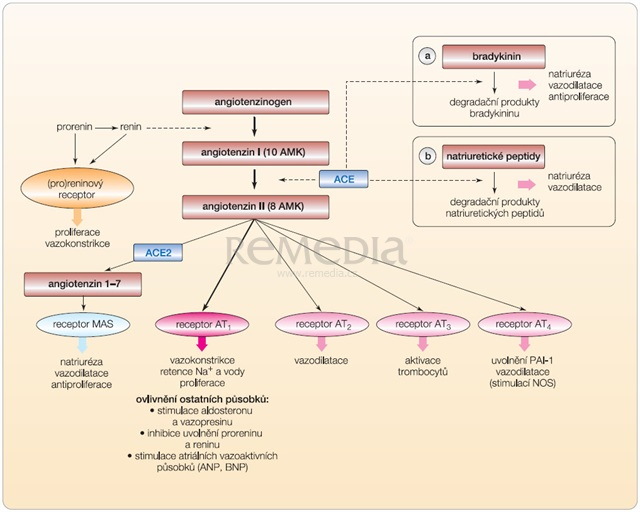 a
bradykinin
natriuréza
vazodilatace
antiproliferace
degradační produkty
bradykininu
angiotenzinogen
prorenin
renin
angiotenzin I (10 AMK)
b
natriuretické peptidy
natriuréza
vazodilatace
degradační produkty
natriuretických peptidů
ACE
(pro)reninový
receptor
angiotenzin II (8 AMK)
proliferace
vazokonstrikce
ACE2
REMEDIA
www.remedia.cz
angiotenzin 1–7
receptor MAS
receptor AT1
receptor AT2
receptor AT3
receptor AT4
natriuréza
vazodilatace
antiproliferace
vazokonstrikce
retence Na+ a vody
proliferace
vazodilatace
aktivace
trombocytů
uvolnění PAI-1
vazodilatace
(stimulací NOS)
ovlivnění ostatních působků:
• stimulace aldosteronu
a vazopresinu
• inhibice uvolnění proreninu
a reninu
• stimulace atriálních vazoaktivních
působků (ANP, BNP)